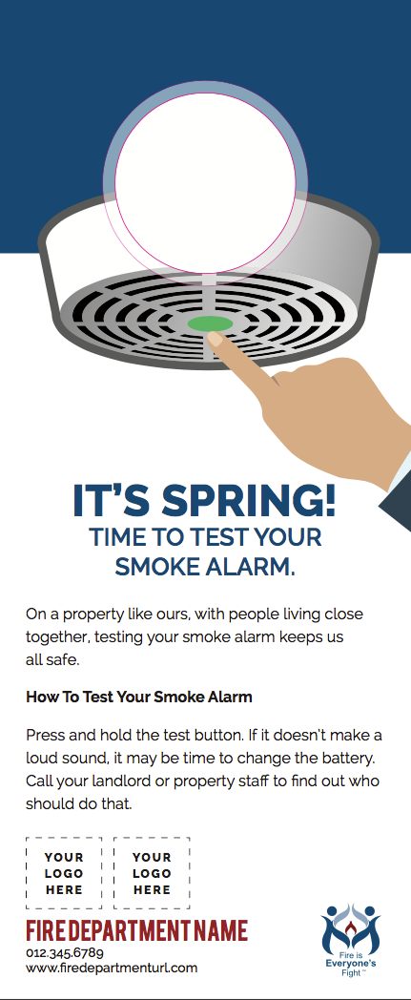 IT'S SPRING!
TIME TO TEST YOUR
SMOKE ALARM.
On a property like ours, with people living close
together, testing your smoke alarm keeps us
all safe.
How To Test Your Smoke Alarm
Press and hold the test button. If it doesn't make a
loud sound, it may be time to change the battery.
Call your landlord or property staff to find out who
should do that.
YOUR
LOGO
HERE
YOUR
LOGO
HERE
FIRE DEPARTMENT NAME
012.345.6789
www.firedepartmenturl.com
Fire is
Everyone's
Fight™